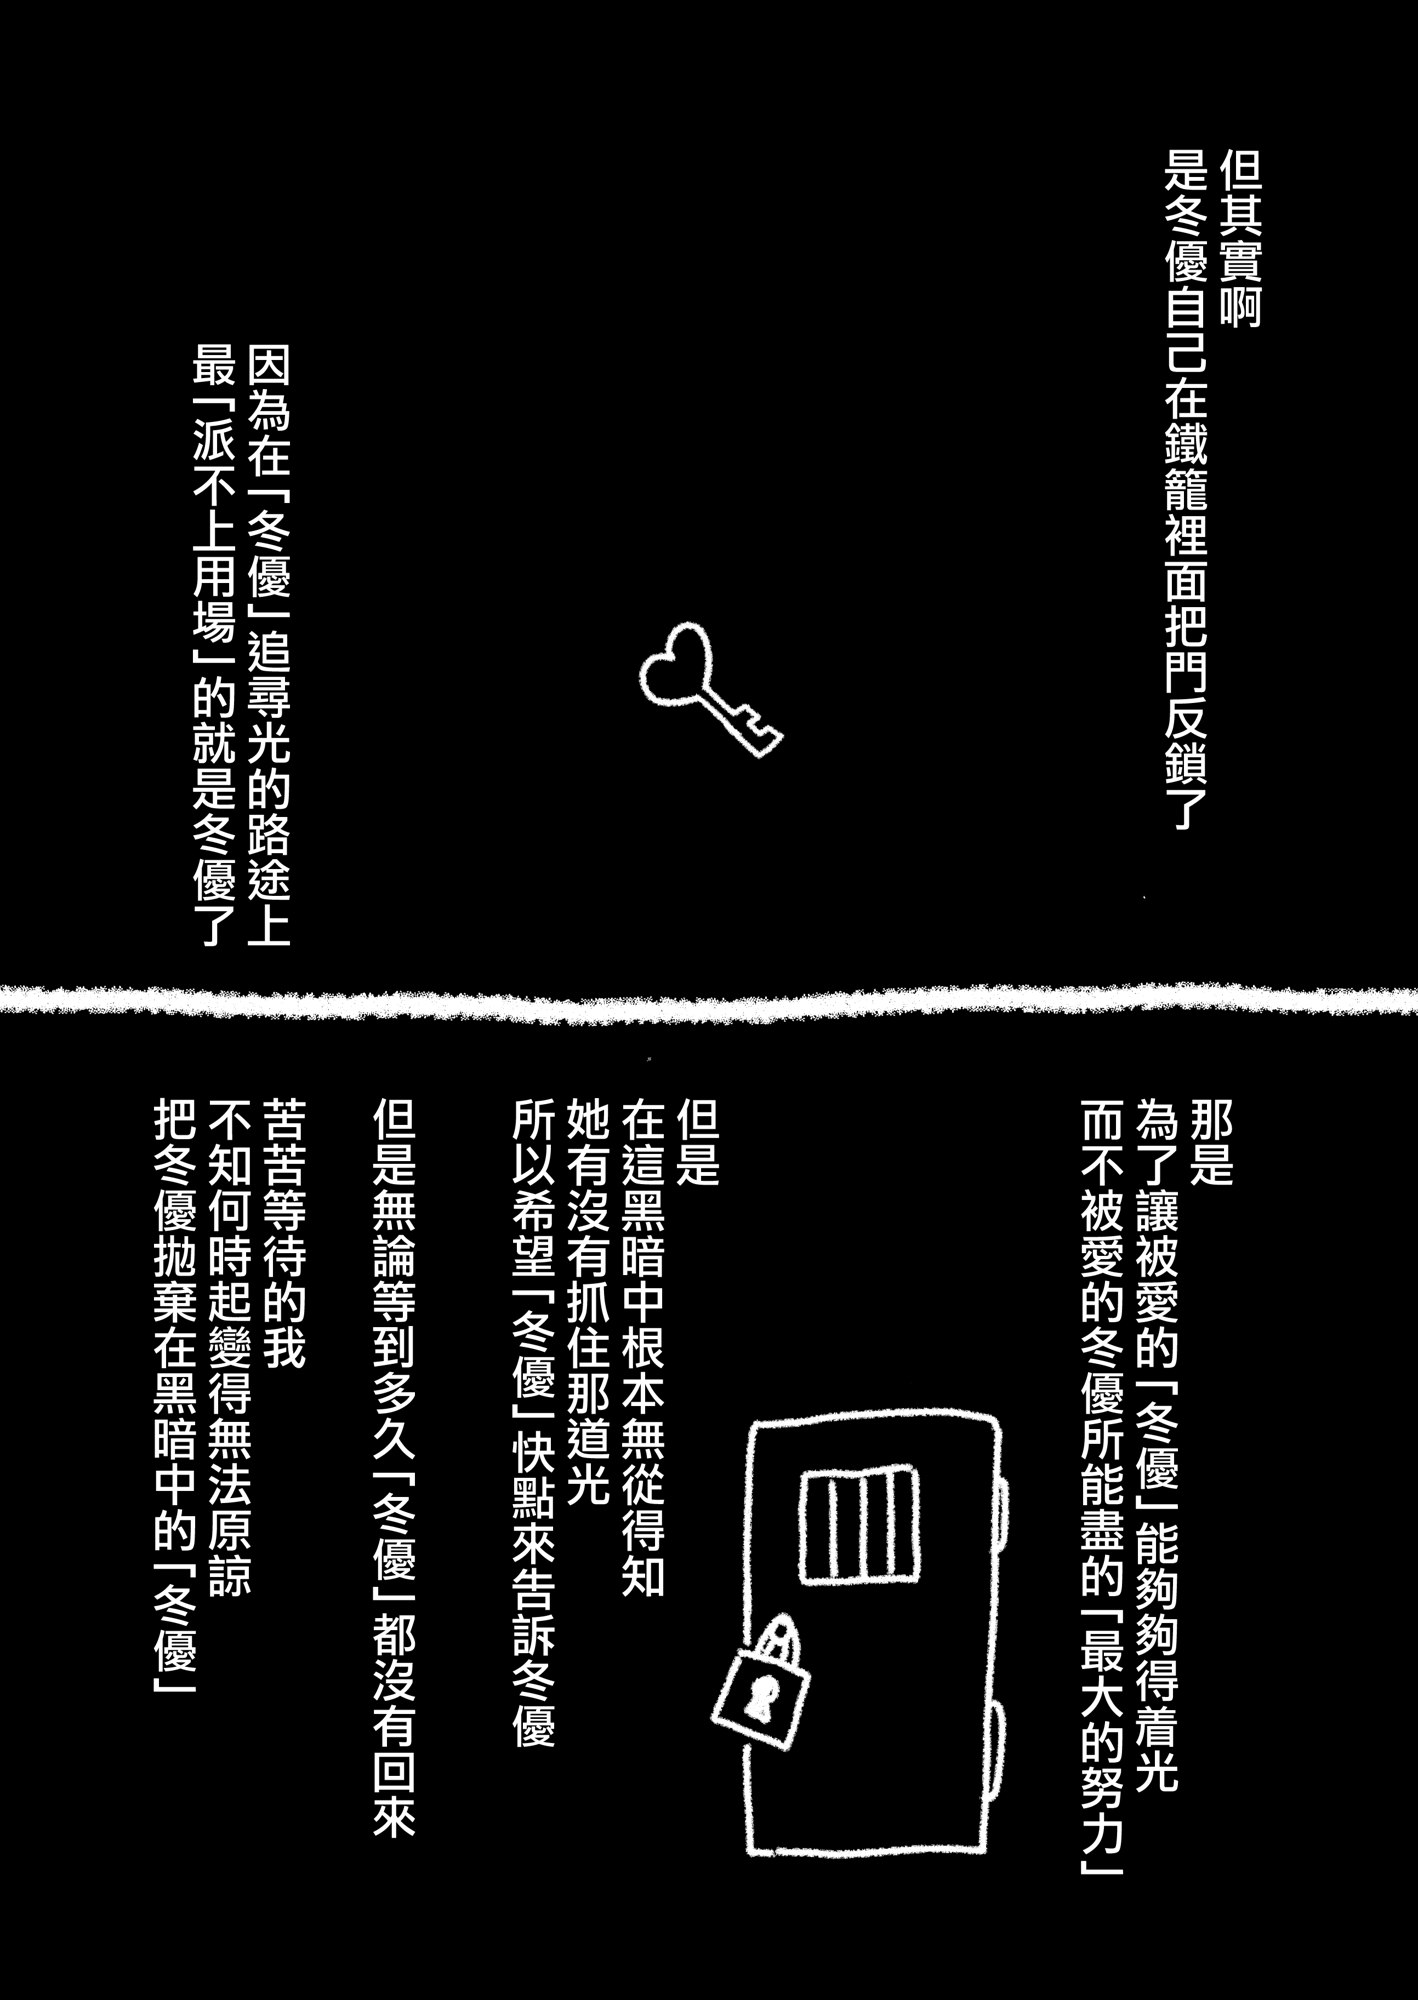 但其實啊
是冬優自己在鐵籠裡面把門反鎖了
因為在「冬優」追尋光的路途上
最「派不上用場」的就是冬優了
那是
為了讓被愛的「冬優」能夠夠得着光
而不被愛的冬優所能盡的「最大的努力」
但是
在這黑暗中根本無從得知
她有沒有抓住那道光
所以希望「冬優」快點來告訴冬優
但是無論等到多久「冬優」都沒有回來
苦苦等待的我
不知何時起變得無法原諒
把冬優拋棄在黑暗中的「冬優」